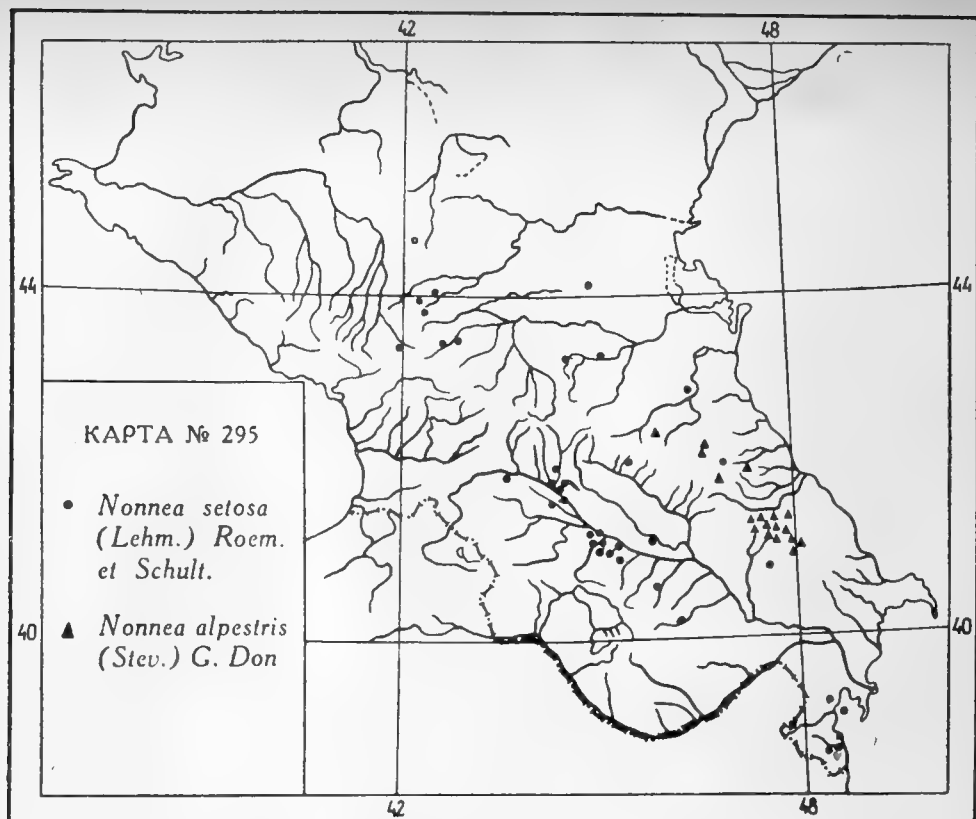 42 48
44 44
КАРТА № 295
• Nonnea setosa
(Lehm.) Roem.
et Schult.
▲ Nonnea alpestris
(Stev.) G. Don
40 40
42 48